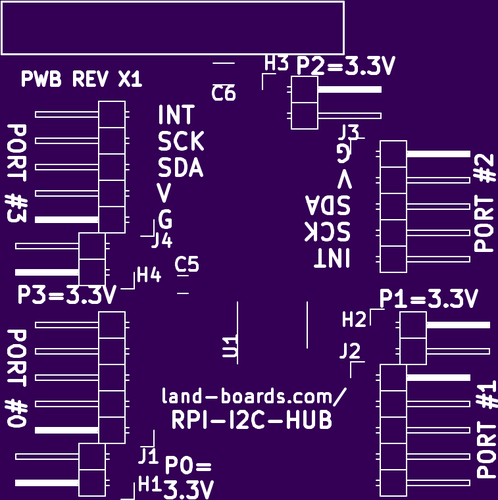 H3 P2=3.3V
PWB REV X1
C6
INT
SCK
SDA
V
G
PORT #3
J4
J3
G
V
SDA
SCK
INT
PORT #2
H4
C5
P3=3.3V
P1=3.3V
H2
U1
J2
PORT #0
land-boards.com/
RPI-I2C-HUB
PORT #1
J1
P0=
H1
3.3V